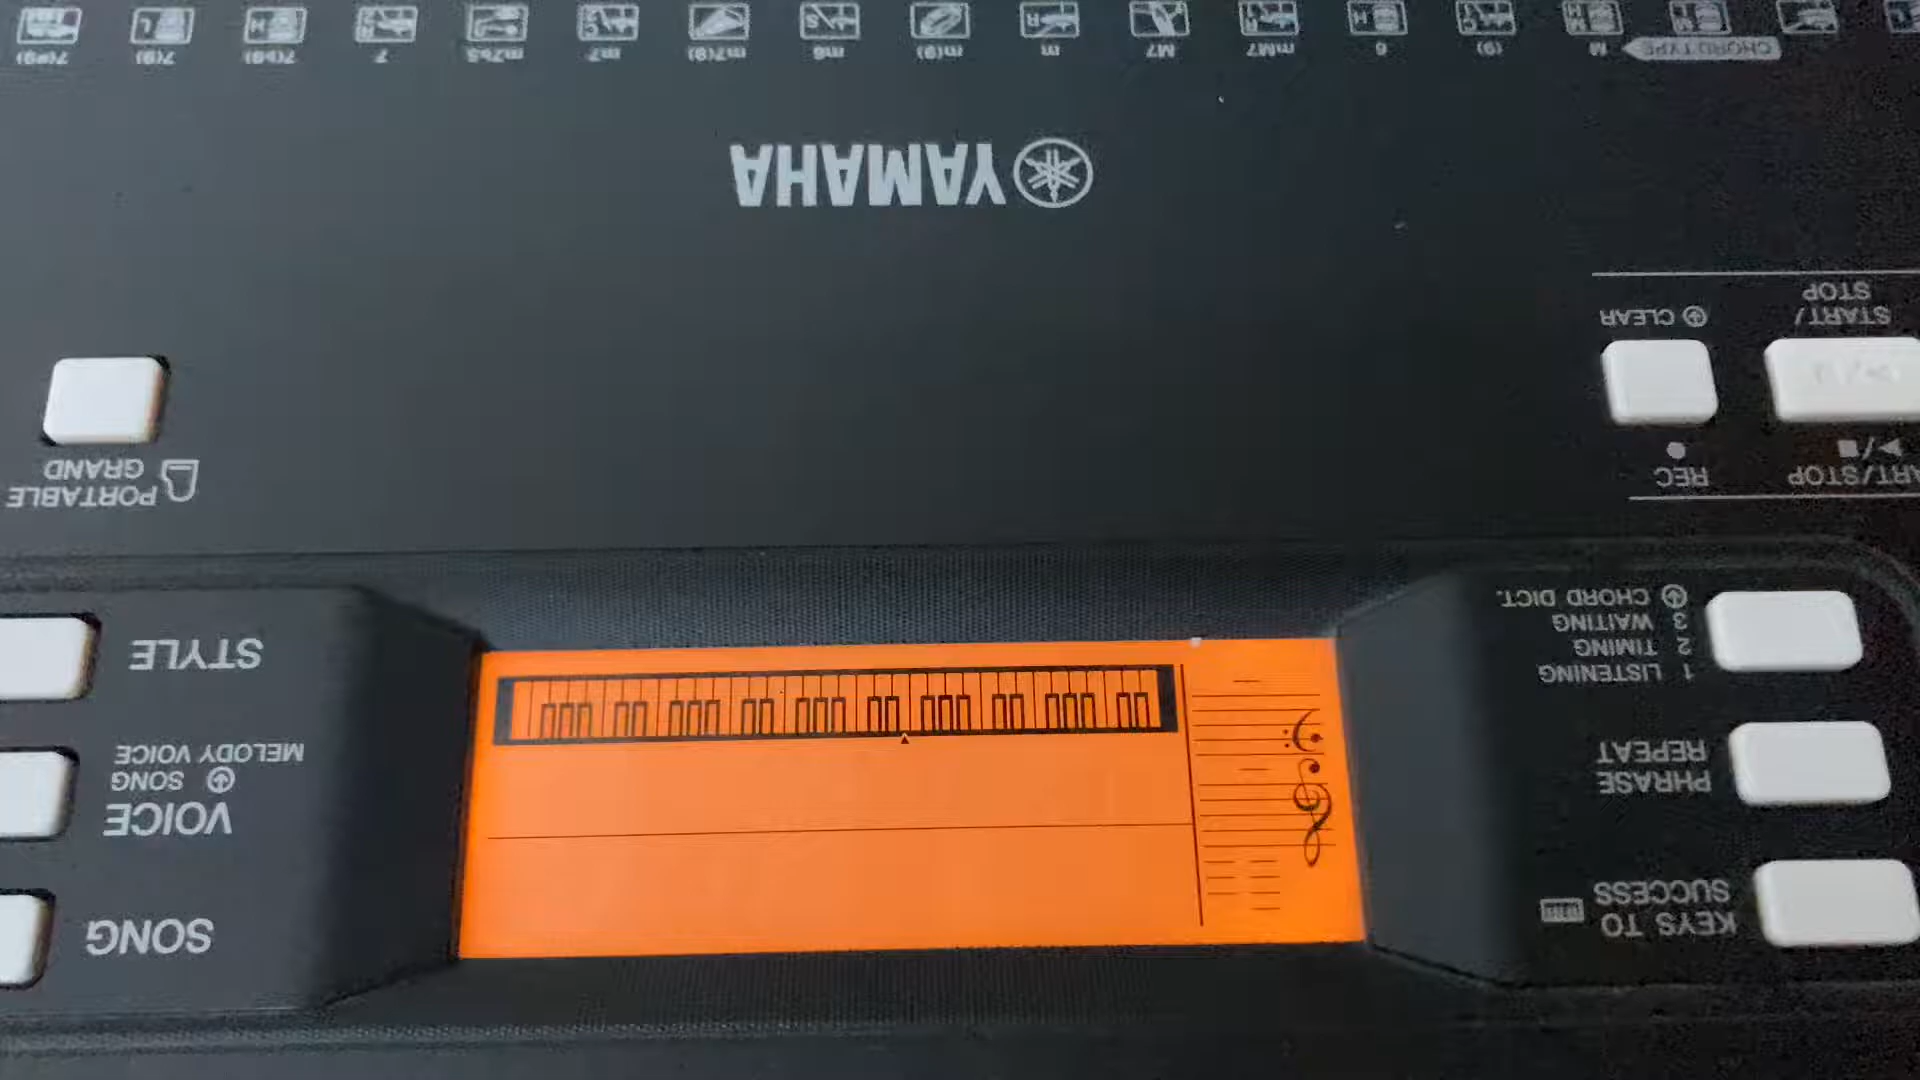 KEYS TO
SUCCESS
SONG
PHRASE
REPEAT
VOICE
SONG
MELODY VOICE
1 LISTENING
2 TIMING
3 WAITING
CHORD DICT.
STYLE
REC
PORTABLE
GRAND
START/
STOP
CLEAR
YAMAHA
CHORD TYPE
M
(9)
6
mM7
M7
m
m(9)
m6
m7(9)
m7
m7b5
7
7(b9)
7(9)
7(#9)